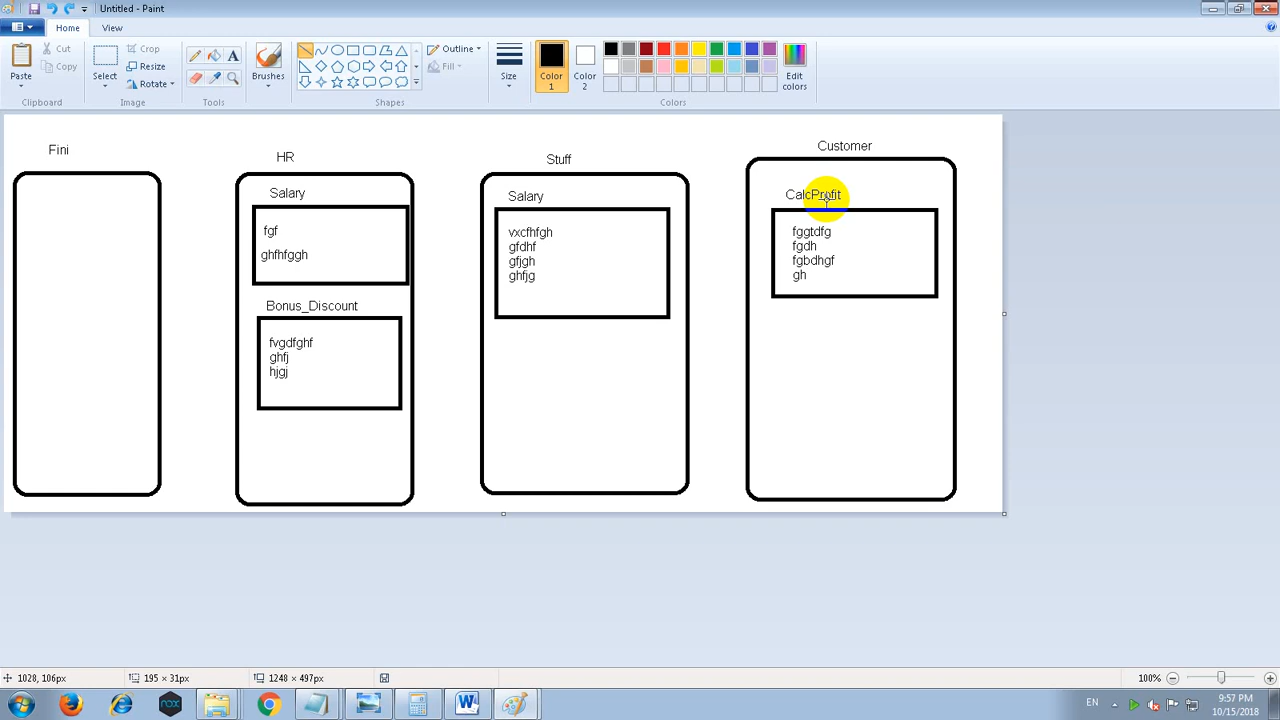 Untitled - Paint
Home
View
Paste
Cut
Copy
Clipboard
Select
Crop
Resize
Rotate
Image
Tools
Brushes
Outline
Fill
Shapes
Size
Color
1
Color
2
Edit
colors
Colors
Fini
HR
Salary
fgf
ghfhfggh
Bonus_Discount
fvgdfghf
ghfj
hjgj
Stuff
Salary
vxcfhfgh
gfdhf
gfjgh
ghfjg
Customer
CalcProfit
fggtdfg
fgdh
fgbdhgf
gh
1028, 106px
195 × 31px
1248 × 497px
100%
nox
W
EN
9:57 PM
10/15/2018